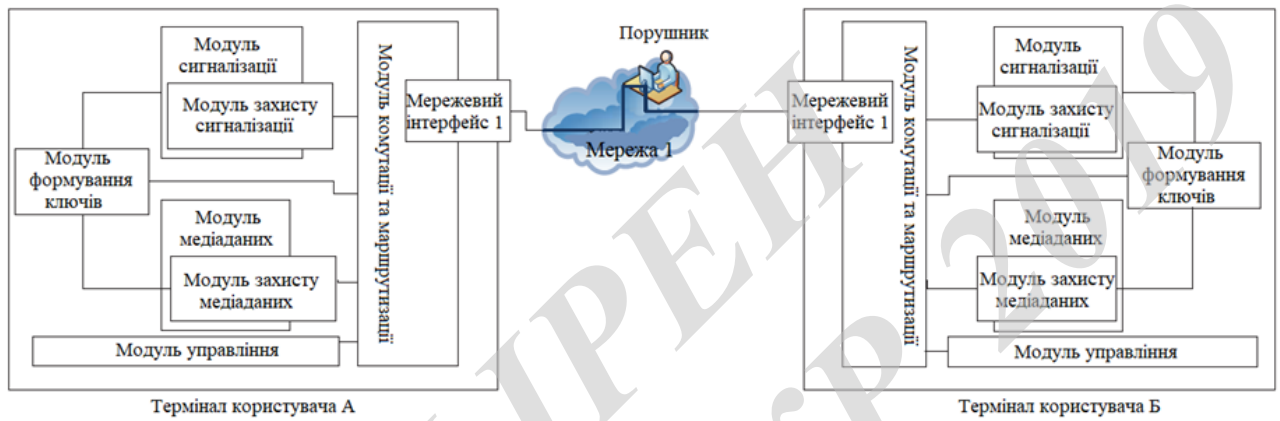 Модуль
сигналізації
Модуль захисту
сигналізації
Модуль
формування
ключів
Модуль
медіаданих
Модуль захисту
медіаданих
Модуль управління
Модуль комутації та маршрутизації
Мережевий
інтерфейс 1
Термінал користувача А
Порушник
Мережа 1
Мережевий
інтерфейс 1
Модуль комутації та маршрутизації
Модуль
сигналізації
Модуль захисту
сигналізації
Модуль
формування
ключів
Модуль
медіаданих
Модуль захисту
медіаданих
Модуль управління
Термінал користувача Б
2019